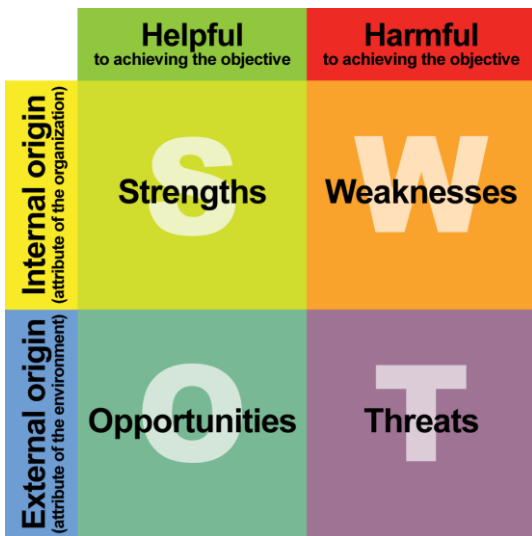 Helpful
to achieving the objective
Harmful
to achieving the objective
Internal origin
(attribute of the organization)
S
Strengths
W
Weaknesses
External origin
(attribute of the environment)
O
Opportunities
T
Threats